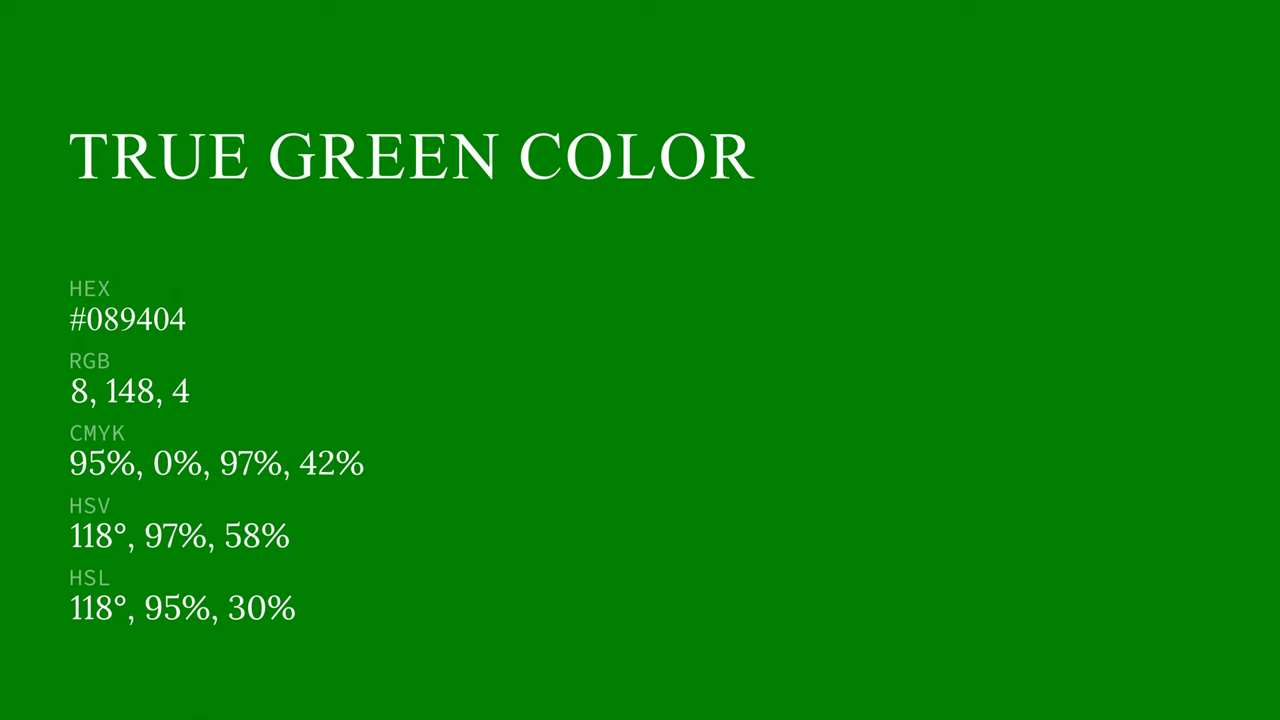 TRUE GREEN COLOR
HEX
#089404
RGB
8, 148, 4
CMYK
95%, 0%, 97%, 42%
HSV
118°, 97%, 58%
HSL
118°, 95%, 30%